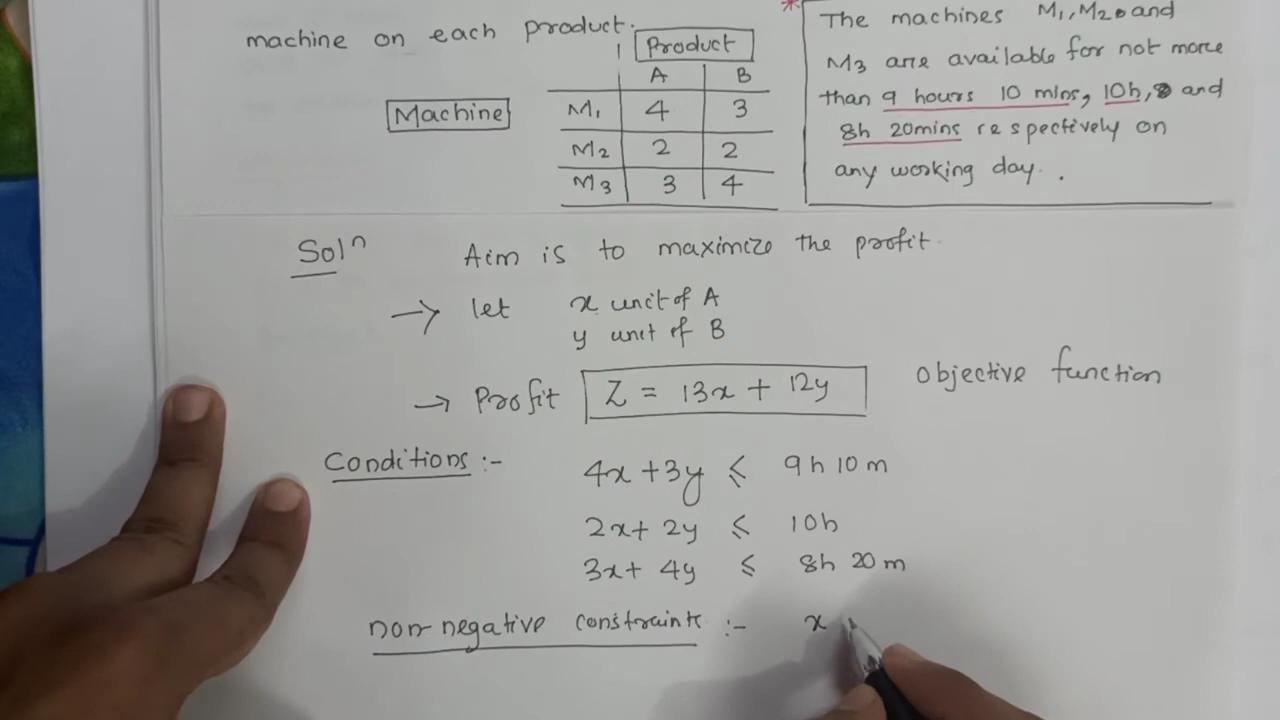 machine on each product.
Product
A B
Machine
M1 4 3
M2 2 2
M3 3 4
* The machines M1, M2 and
M3 are available for not more
than 9 hours 10 mins, 10h, and
8h 20mins respectively on
any working day.
Solⁿ Aim is to maximize the profit.
→ let x unit of A
y unit of B
→ Profit Z = 13x + 12y Objective function
Conditions :- 4x + 3y ≤ 9h 10m
2x + 2y ≤ 10h
3x + 4y ≤ 8h 20m
non-negative constraints :- x